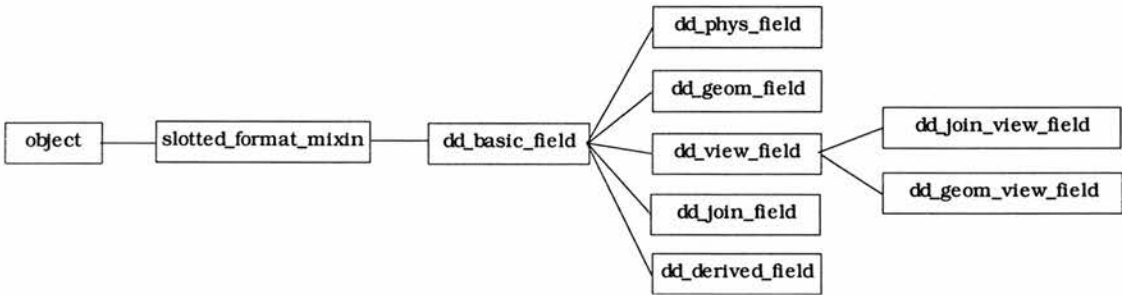 object
slotted_format_mixin
dd_basic_field
dd_phys_field
dd_geom_field
dd_view_field
dd_join_field
dd_derived_field
dd_join_view_field
dd_geom_view_field